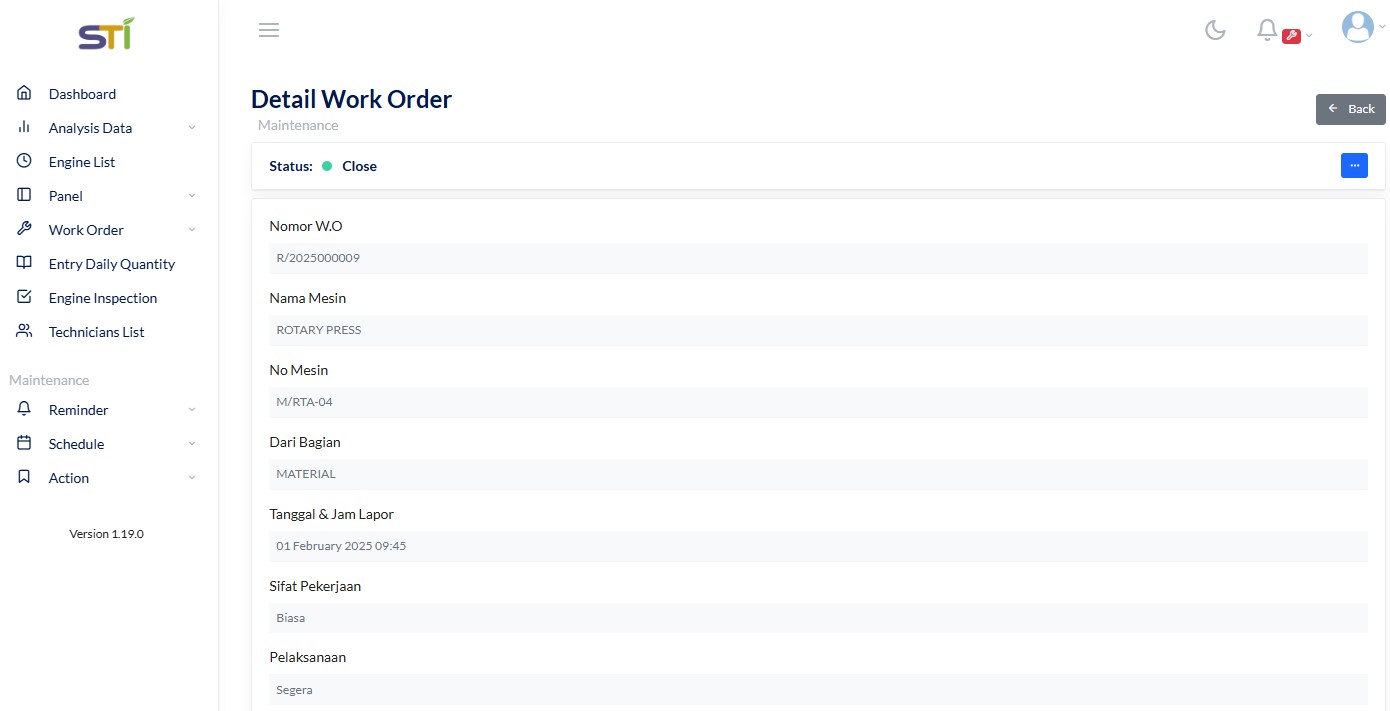 STI
Dashboard
Analysis Data
Engine List
Panel
Work Order
Entry Daily Quantity
Engine Inspection
Technicians List
Maintenance
Reminder
Schedule
Action
Version 1.19.0
Detail Work Order
Maintenance
Back
Status: Close
Nomor W.O
R/2025000009
Nama Mesin
ROTARY PRESS
No Mesin
M/RTA-04
Dari Bagian
MATERIAL
Tanggal & Jam Lapor
01 February 2025 09:45
Sifat Pekerjaan
Biasa
Pelaksanaan
Segera